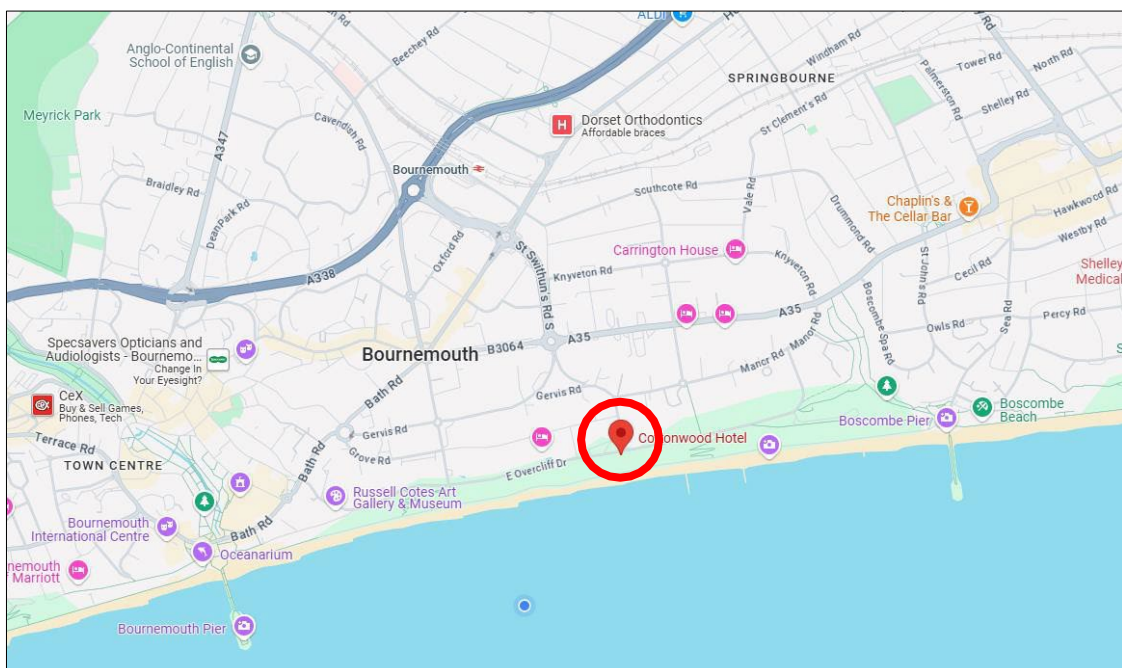 ALDI
Anglo-Continental
School of English
Beechey Rd
Windham Rd
SPRINGBOURNE
Tower Rd
North Rd
Palmerston Rd
Shelley Rd
Meyrick Park
A347
Cavendish Rd
Dorset Orthodontics
Affordable braces
St Clement's Rd
Bournemouth
Braidley Rd
DeanPark Rd
Southcote Rd
Vale Rd
Drummond Rd
Chaplin's &
The Cellar Bar
Hawkwood Rd
Westby Rd
Oxford Rd
St Swithun's Rd S
Carrington House
Knyveton Rd
Knyveton Rd
St Johns Rd
Cecil Rd
Shelley
Medical
A338
Boscombe Spa Rd
Sea Rd
Percy Rd
A35
Owls Rd
Specsavers Opticians and
Audiologists - Bournemo...
Change In
Your Eyesight?
Bournemouth
B3064
A35
Manor Rd
Manor Rd
CeX
Buy & Sell Games,
Phones, Tech
Bath Rd
Gervis Rd
Boscombe
Beach
Boscombe Pier
Terrace Rd
Gervis Rd
Grove Rd
Cottonwood Hotel
TOWN CENTRE
Bath Rd
E Overcliff Dr
Russell Cotes Art
Gallery & Museum
Bournemouth
International Centre
Bath Rd
Oceanarium
nemouth
Marriott
Bournemouth Pier